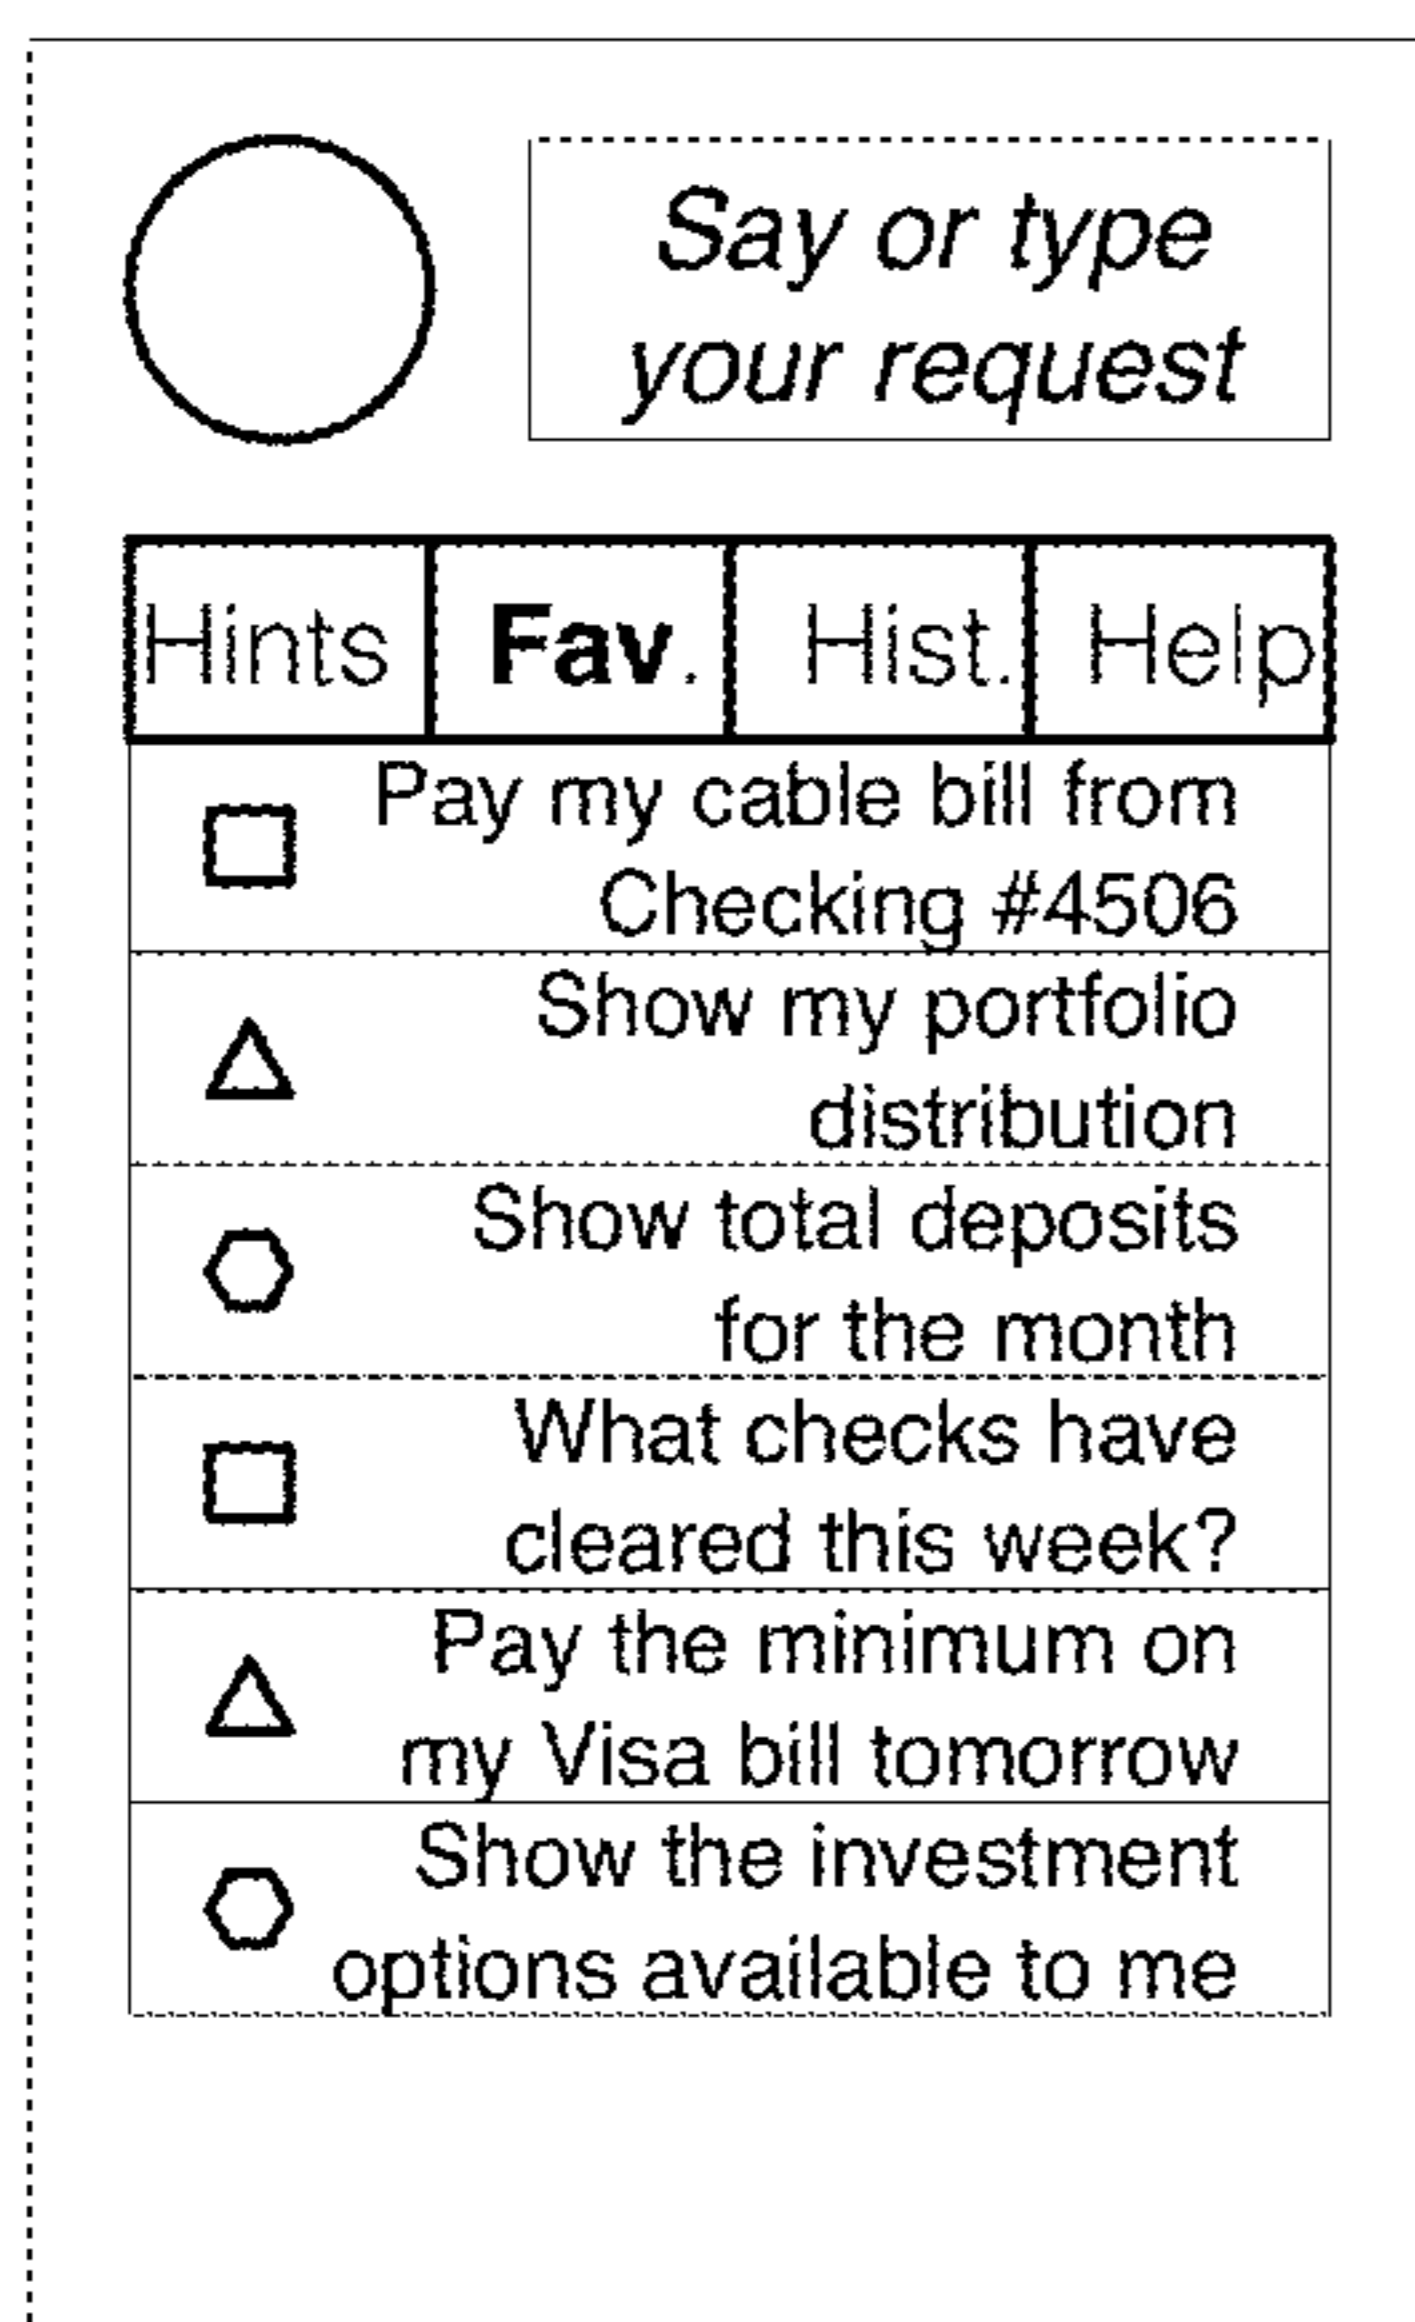 Say or type
your request
Hints Fav. Hist. Help
Pay my cable bill from
Checking #4506
Show my portfolio
distribution
Show total deposits
for the month
What checks have
cleared this week?
Pay the minimum on
my Visa bill tomorrow
Show the investment
options available to me